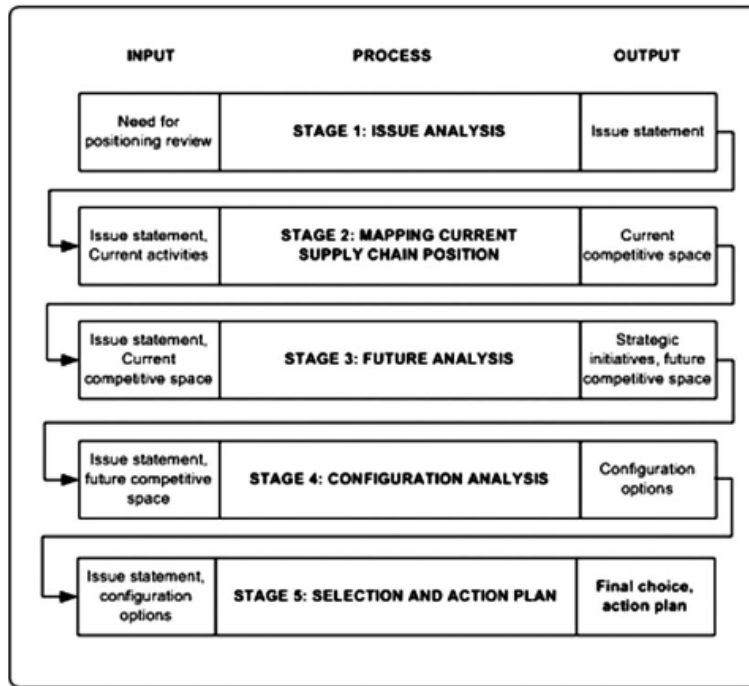 INPUT PROCESS OUTPUT
Need for
positioning review
STAGE 1: ISSUE ANALYSIS
Issue statement
Issue statement,
Current activities
STAGE 2: MAPPING CURRENT
SUPPLY CHAIN POSITION
Current
competitive space
Issue statement,
Current
competitive space
STAGE 3: FUTURE ANALYSIS
Strategic
initiatives, future
competitive space
Issue statement,
future competitive
space
STAGE 4: CONFIGURATION ANALYSIS
Configuration
options
Issue statement,
configuration
options
STAGE 5: SELECTION AND ACTION PLAN
Final choice,
action plan